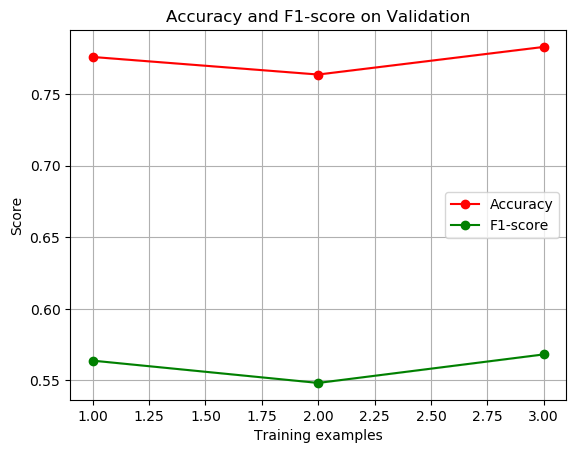 Accuracy and F1-score on Validation
Score
0.75
0.70
0.65
0.60
0.55
Accuracy
F1-score
1.00 1.25 1.50 1.75 2.00 2.25 2.50 2.75 3.00
Training examples